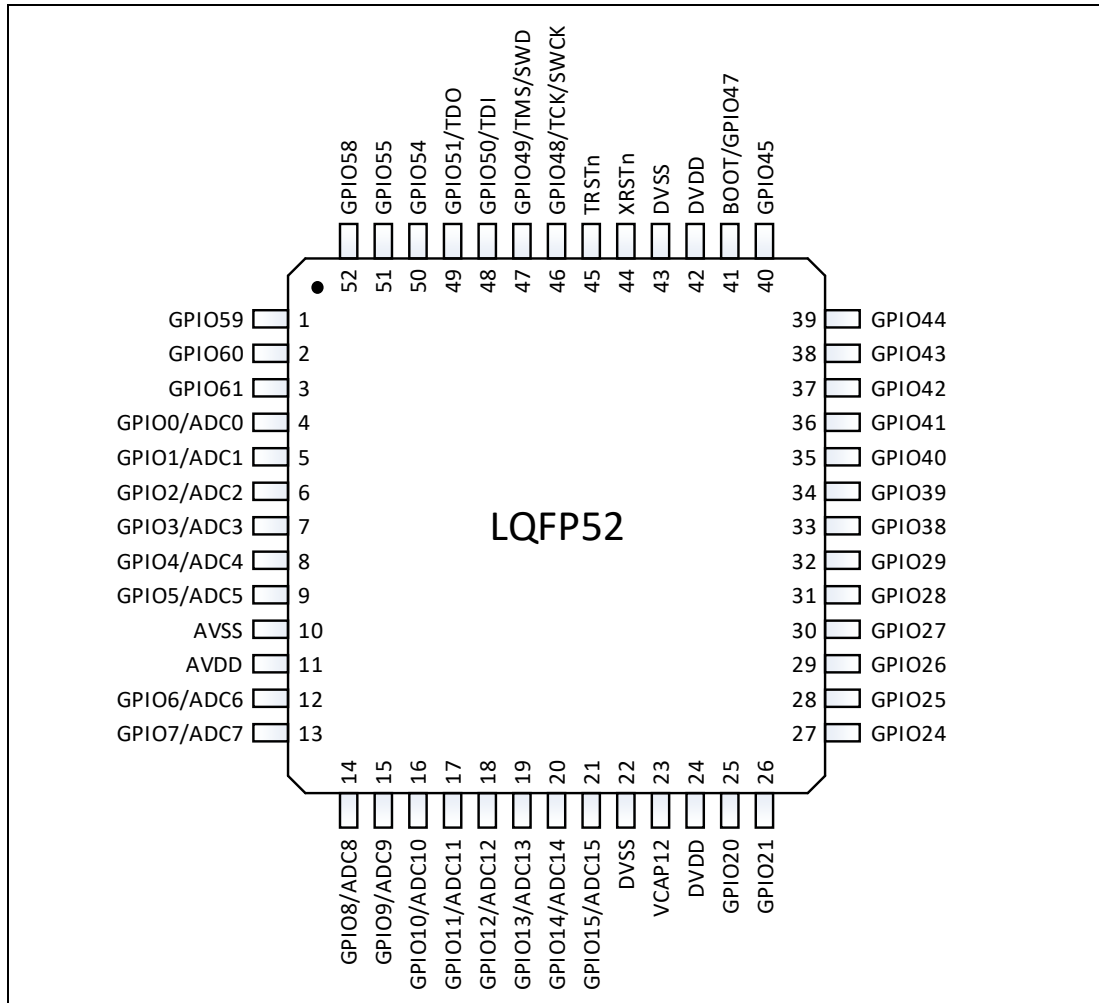 GPIO58
GPIO55
GPIO54
GPIO51/TDO
GPIO50/TDI
GPIO49/TMS/SWD
GPIO48/TCK/SWCK
TRSTn
XRSTn
DVSS
DVDD
BOOT/GPIO47
GPIO45
52
51
50
49
48
47
46
45
44
43
42
41
40
GPIO59 1
GPIO60 2
GPIO61 3
GPIO0/ADC0 4
GPIO1/ADC1 5
GPIO2/ADC2 6
GPIO3/ADC3 7
GPIO4/ADC4 8
GPIO5/ADC5 9
AVSS 10
AVDD 11
GPIO6/ADC6 12
GPIO7/ADC7 13
LQFP52
39 GPIO44
38 GPIO43
37 GPIO42
36 GPIO41
35 GPIO40
34 GPIO39
33 GPIO38
32 GPIO29
31 GPIO28
30 GPIO27
29 GPIO26
28 GPIO25
27 GPIO24
14
15
16
17
18
19
20
21
22
23
24
25
26
GPIO8/ADC8
GPIO9/ADC9
GPIO10/ADC10
GPIO11/ADC11
GPIO12/ADC12
GPIO13/ADC13
GPIO14/ADC14
GPIO15/ADC15
DVSS
VCAP12
DVDD
GPIO20
GPIO21